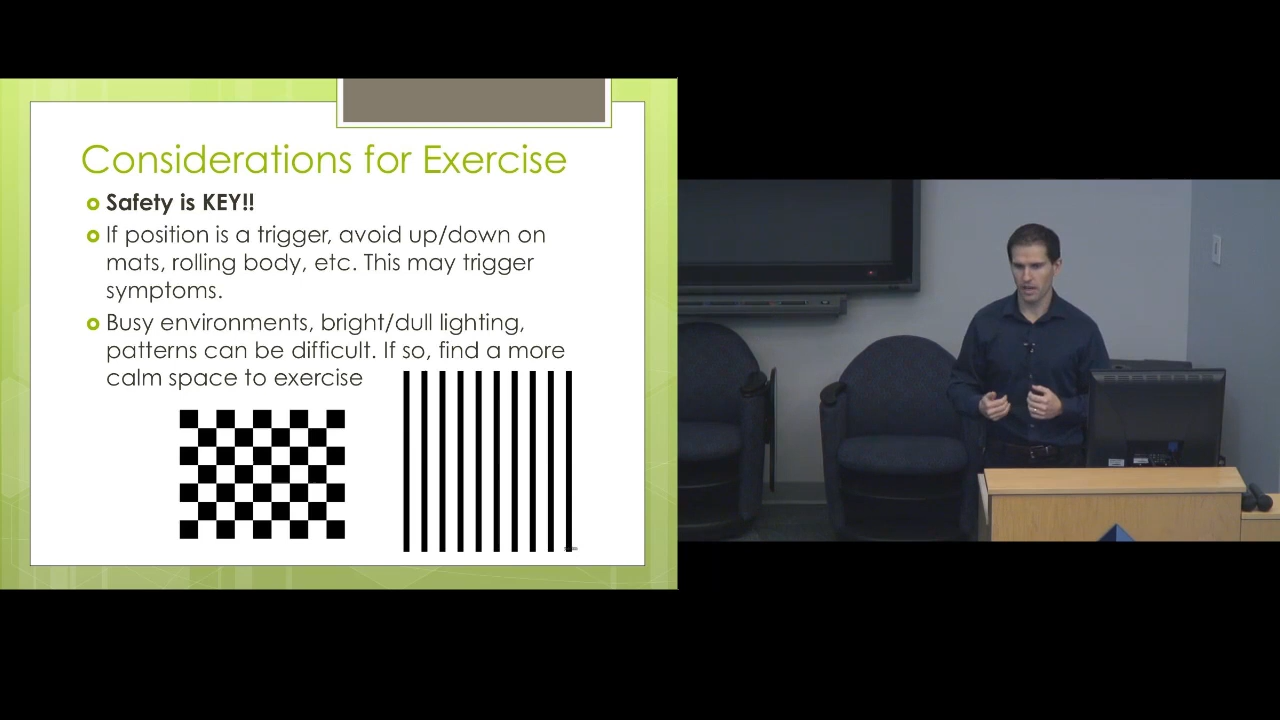 Considerations for Exercise
Safety is KEY!!
If position is a trigger, avoid up/down on
mats, rolling body, etc. This may trigger
symptoms.
Busy environments, bright/dull lighting,
patterns can be difficult. If so, find a more
calm space to exercise